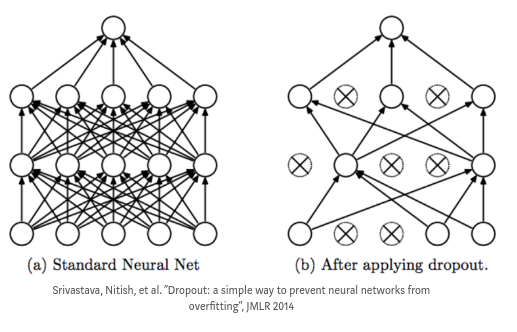 (a) Standard Neural Net
(b) After applying dropout.
Srivastava, Nitish, et al. "Dropout: a simple way to prevent neural networks from
overfitting", JMLR 2014